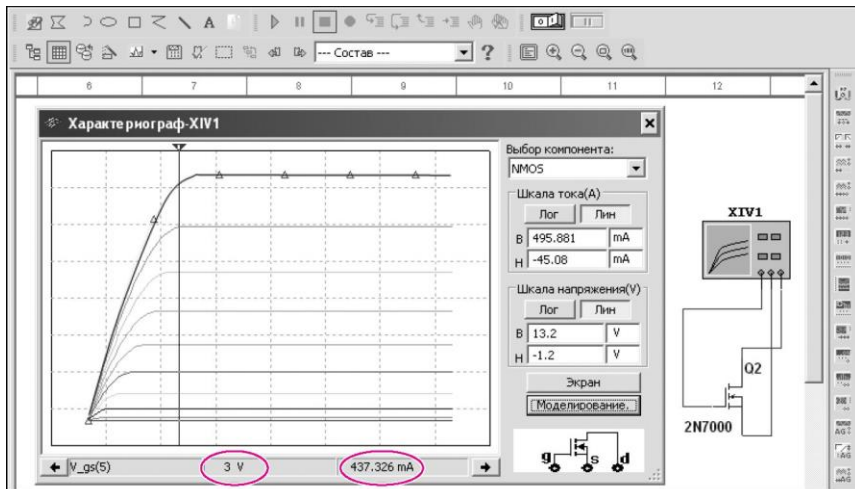 A
--- Состав ---
?
6 7 8 9 10 11 12
Характериограф-XIV1
Выбор компонента:
NMOS
Шкала тока(А)
Лог Лин
В 495.881 mA
Н -45.08 mA
Шкала напряжения(V)
Лог Лин
В 13.2 V
Н -1.2 V
Экран
Моделирование.
g s d
V_gs(5) 3 V 437.326 mA
XIV1
Q2
2N7000